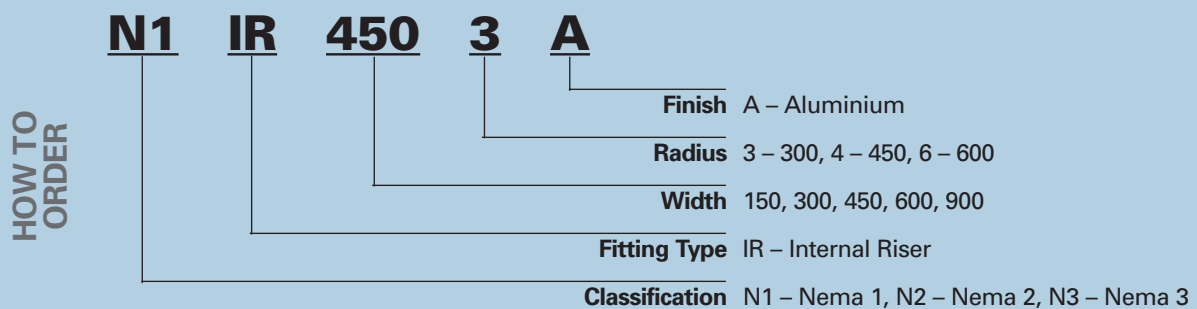 HOW TO
ORDER
N1 IR 450 3 A
Finish A – Aluminium
Radius 3 – 300, 4 – 450, 6 – 600
Width 150, 300, 450, 600, 900
Fitting Type IR – Internal Riser
Classification N1 – Nema 1, N2 – Nema 2, N3 – Nema 3